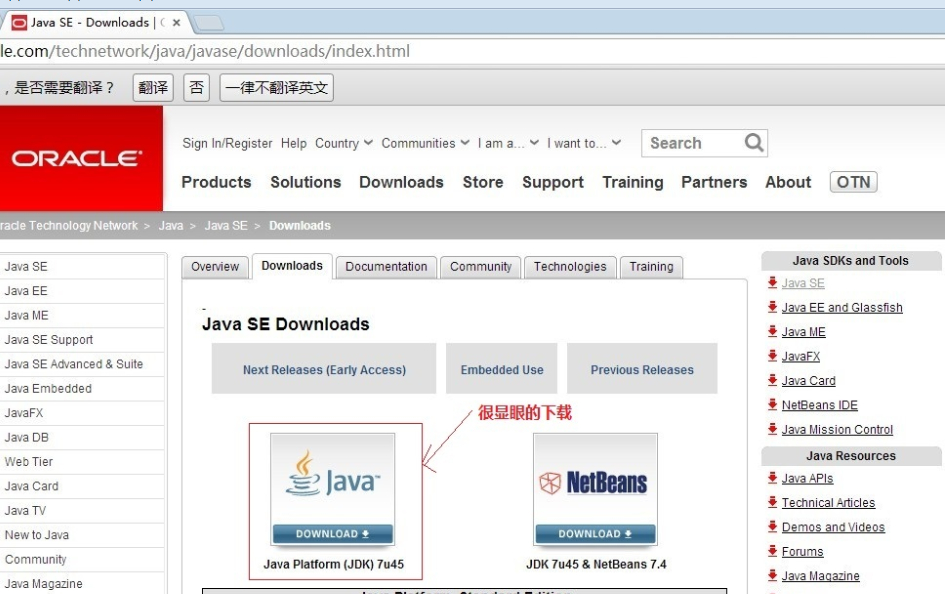 Java SE - Downloads |
le.com/technetwork/java/javase/downloads/index.html
，是否需要翻译？ 翻译 否 一律不翻译英文
ORACLE
Sign In/Register Help Country Communities I am a... I want to... Search
Products Solutions Downloads Store Support Training Partners About OTN
racle Technology Network > Java > Java SE > Downloads
Java SE
Java EE
Java ME
Java SE Support
Java SE Advanced & Suite
Java Embedded
JavaFX
Java DB
Web Tier
Java Card
Java TV
New to Java
Community
Java Magazine
Overview Downloads Documentation Community Technologies Training
Java SE Downloads
Next Releases (Early Access) Embedded Use Previous Releases
很显眼的下载
Java™ NetBeans
DOWNLOAD DOWNLOAD
Java Platform (JDK) 7u45 JDK 7u45 & NetBeans 7.4
Java SDKs and Tools
Java SE
Java EE and Glassfish
Java ME
JavaFX
Java Card
NetBeans IDE
Java Mission Control
Java Resources
Java APIs
Technical Articles
Demos and Videos
Forums
Java Magazine